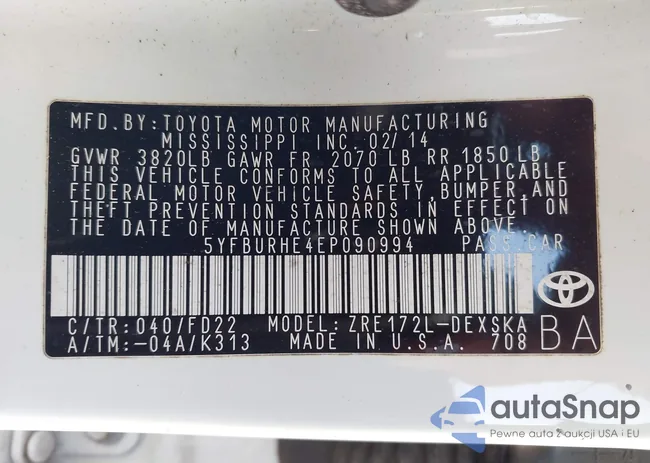 MFD.BY:TOYOTA MOTOR MANUFACTURING
MISSISSIPPI INC.02/14
GVWR 3820LB GAWR FR 2070 LB RR 1850 LB
THIS VEHICLE CONFORMS TO ALL APPLICABLE
FEDERAL MOTOR VEHICLE SAFETY,BUMPER,AND
THEFT PREVENTION STANDARDS IN EFFECT ON
THE DATE OF MANUFACTURE SHOWN ABOVE.
5YFBURHE4EP090994 PASS.CAR
C/TR:040/FD22 MODEL:ZRE172L-DEXSKA BA
A/TM:-04A/K313 MADE IN U.S.A. 708
autaSnap
Pewne auta z aukcji USA i EU